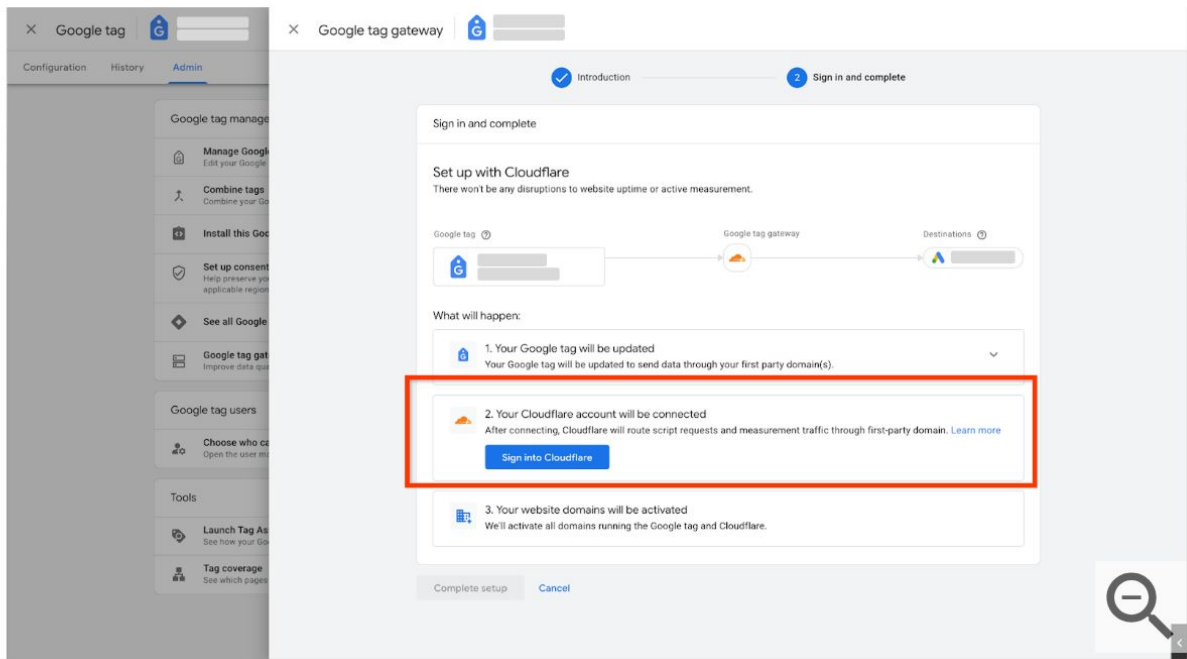 Google tag
Configuration
History
Admin
Google tag manage
Manage Googl
Edit your Google
Combine tags
Combine your Go
Install this Goo
Set up consent
Help preserve yo
applicable region
See all Google
Google tag gat
Improve data qua
Google tag users
Choose who ca
Open the user ma
Tools
Launch Tag As
See how your Go
Tag coverage
See which pages
Google tag gateway
Introduction
2 Sign in and complete
Sign in and complete
Set up with Cloudflare
There won't be any disruptions to website uptime or active measurement.
Google tag
Google tag gateway
Destinations
What will happen:
1. Your Google tag will be updated
Your Google tag will be updated to send data through your first party domain(s).
2. Your Cloudflare account will be connected
After connecting, Cloudflare will route script requests and measurement traffic through first-party domain. Learn more
Sign into Cloudflare
3. Your website domains will be activated
We'll activate all domains running the Google tag and Cloudflare.
Complete setup
Cancel